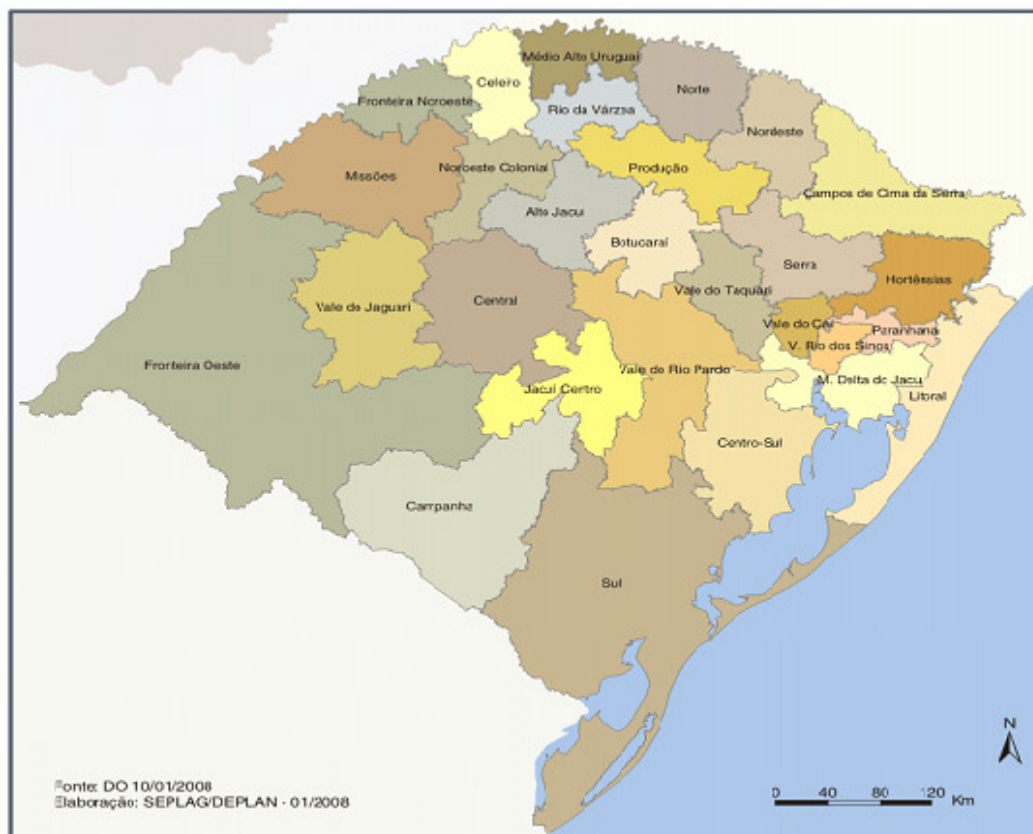 Médio Alto Uruguai
Celeiro
Norte
Fronteira Noroeste
Rio da Várzea
Nordeste
Missões
Noroeste Colonial
Produção
Campos de Cima da Serra
Alto Jacuí
Botucaraí
Serra
Hortênsias
Vale do Jaguari
Central
Vale do Taquari
Vale do Caí
Paranhana
V. Rio dos Sinos
Fronteira Oeste
Vale do Rio Pardo
Jacuí Centro
M. Delta do Jacuí
Litoral
Centro-Sul
Campanha
Sul
N
Fonte: DO 10/01/2008
Elaboração: SEPLAG/DEPLAN - 01/2008
0 40 80 120 Km